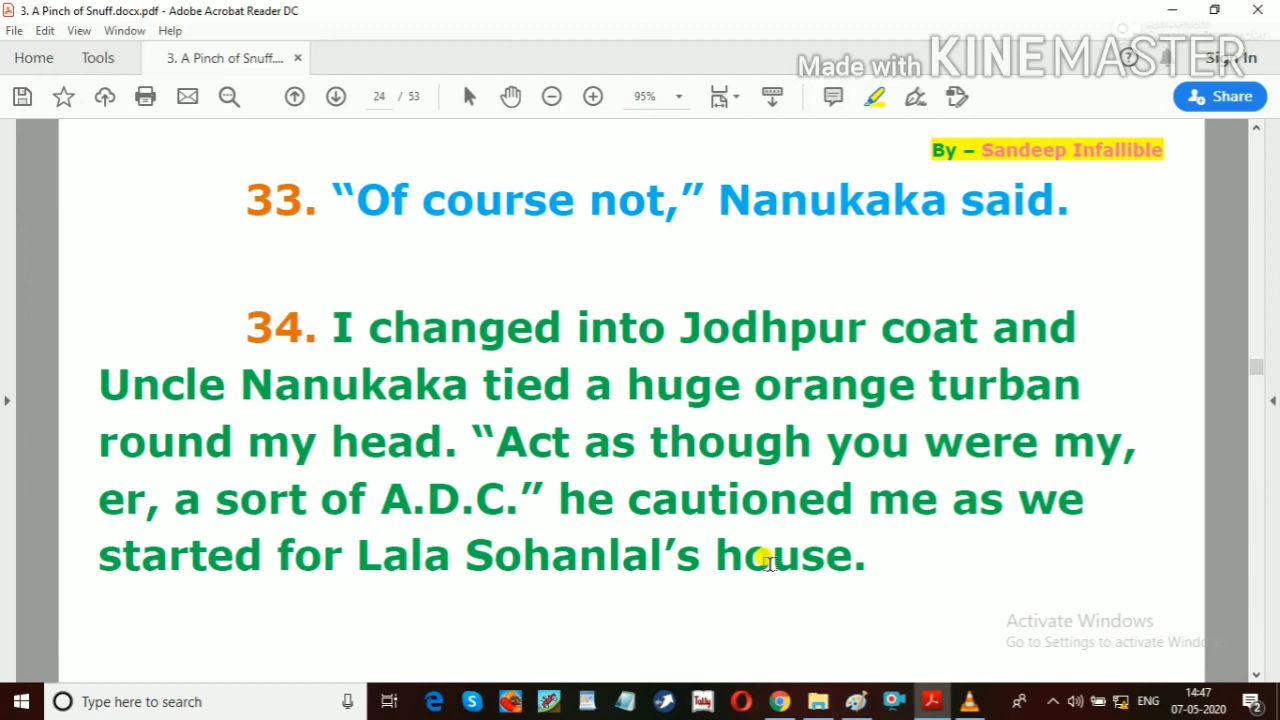 3. A Pinch of Snuff.docx.pdf - Adobe Acrobat Reader DC
File Edit View Window Help
Home Tools 3. A Pinch of Snuff.... × Sign In
Made with KINEMASTER
24 / 53 95% Share
By – Sandeep Infallible
33. “Of course not,” Nanukaka said.
34. I changed into Jodhpur coat and
Uncle Nanukaka tied a huge orange turban
round my head. “Act as though you were my,
er, a sort of A.D.C.” he cautioned me as we
started for Lala Sohanlal’s house.
Activate Windows
Go to Settings to activate
Type here to search Tally ENG 14:47
07-05-2020 2